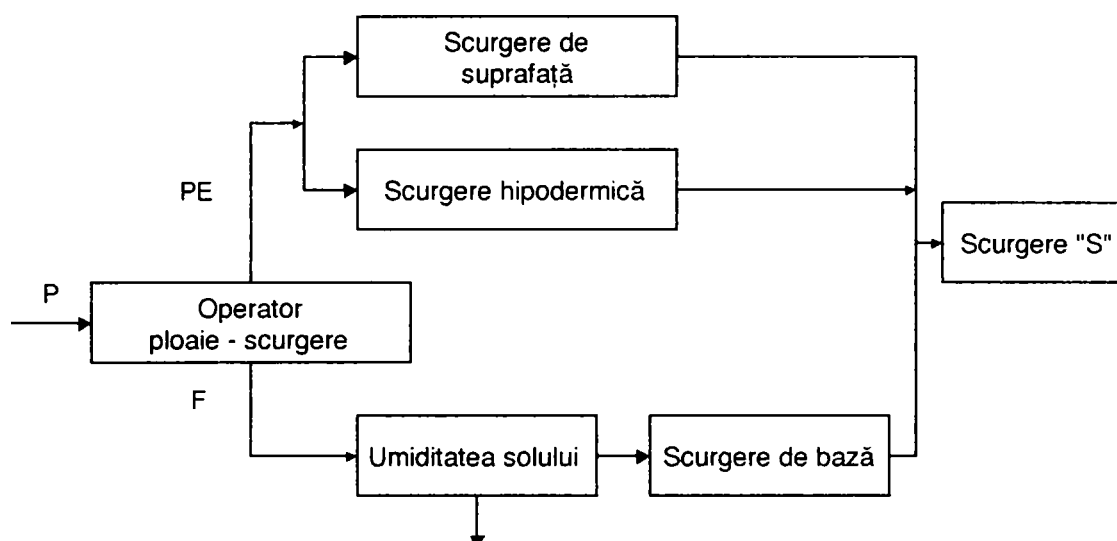 Scurgere de
suprafață
Scurgere hipodermică
PE
Scurgere "S"
P
Operator
ploaie - scurgere
F
Umiditatea solului
Scurgere de bază